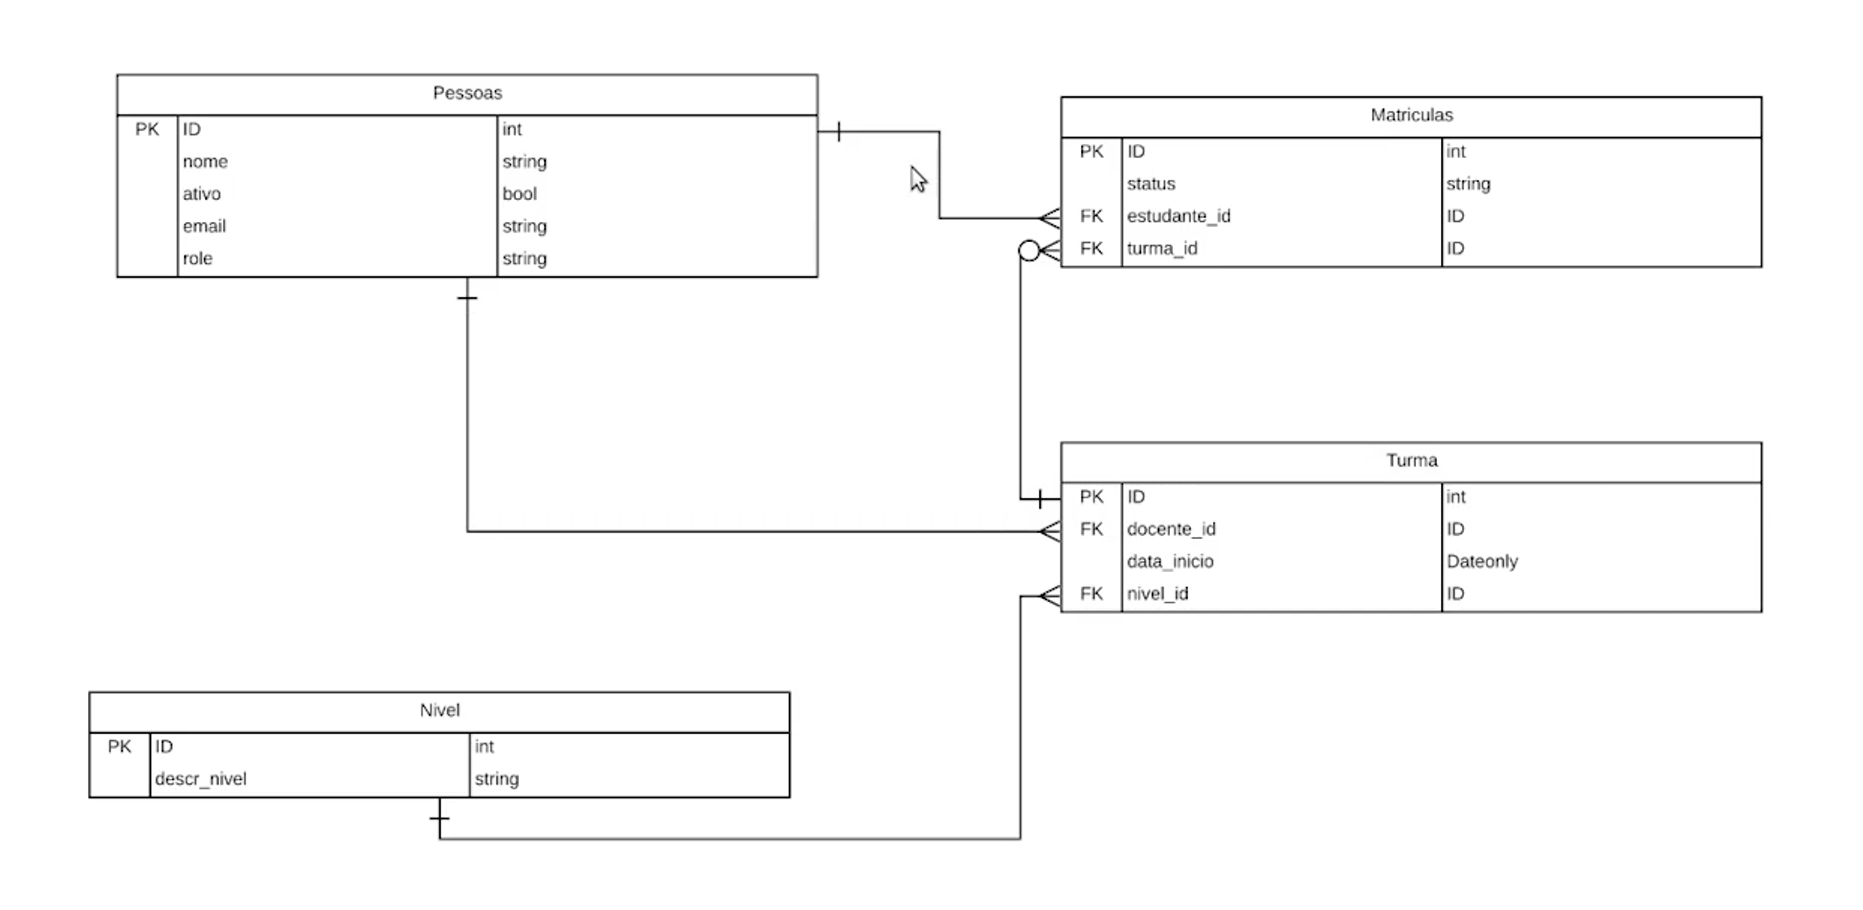 Pessoas
PK ID int
nome string
ativo bool
email string
role string
Matriculas
PK ID int
status string
FK estudante_id ID
FK turma_id ID
Turma
PK ID int
FK docente_id ID
data_inicio Dateonly
FK nivel_id ID
Nivel
PK ID int
descr_nivel string